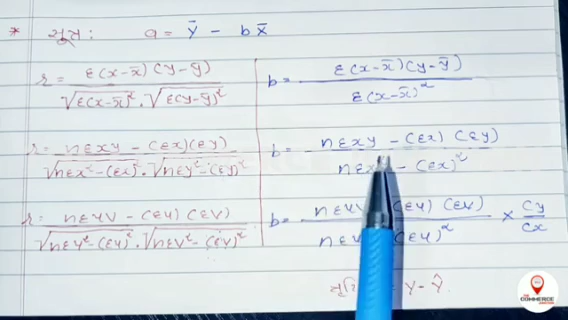 * સૂત્ર : a = ȳ - b x̄
r = Σ(x-x̄)(y-ȳ) / √Σ(x-x̄)² . √Σ(y-ȳ)²
b = Σ(x-x̄)(y-ȳ) / Σ(x-x̄)²
r = nΣxy - (Σx)(Σy) / √nΣx² - (Σx)² . √nΣy² - (Σy)²
b = nΣxy - (Σx)(Σy) / nΣx² - (Σx)²
r = nΣuv - (Σu)(Σv) / √nΣu² - (Σu)² . √nΣv² - (Σv)²
b = nΣuv (Σu)(Σv) / nΣu (Σu)² × Cy / Cx
= y - ŷ
COMMERCE